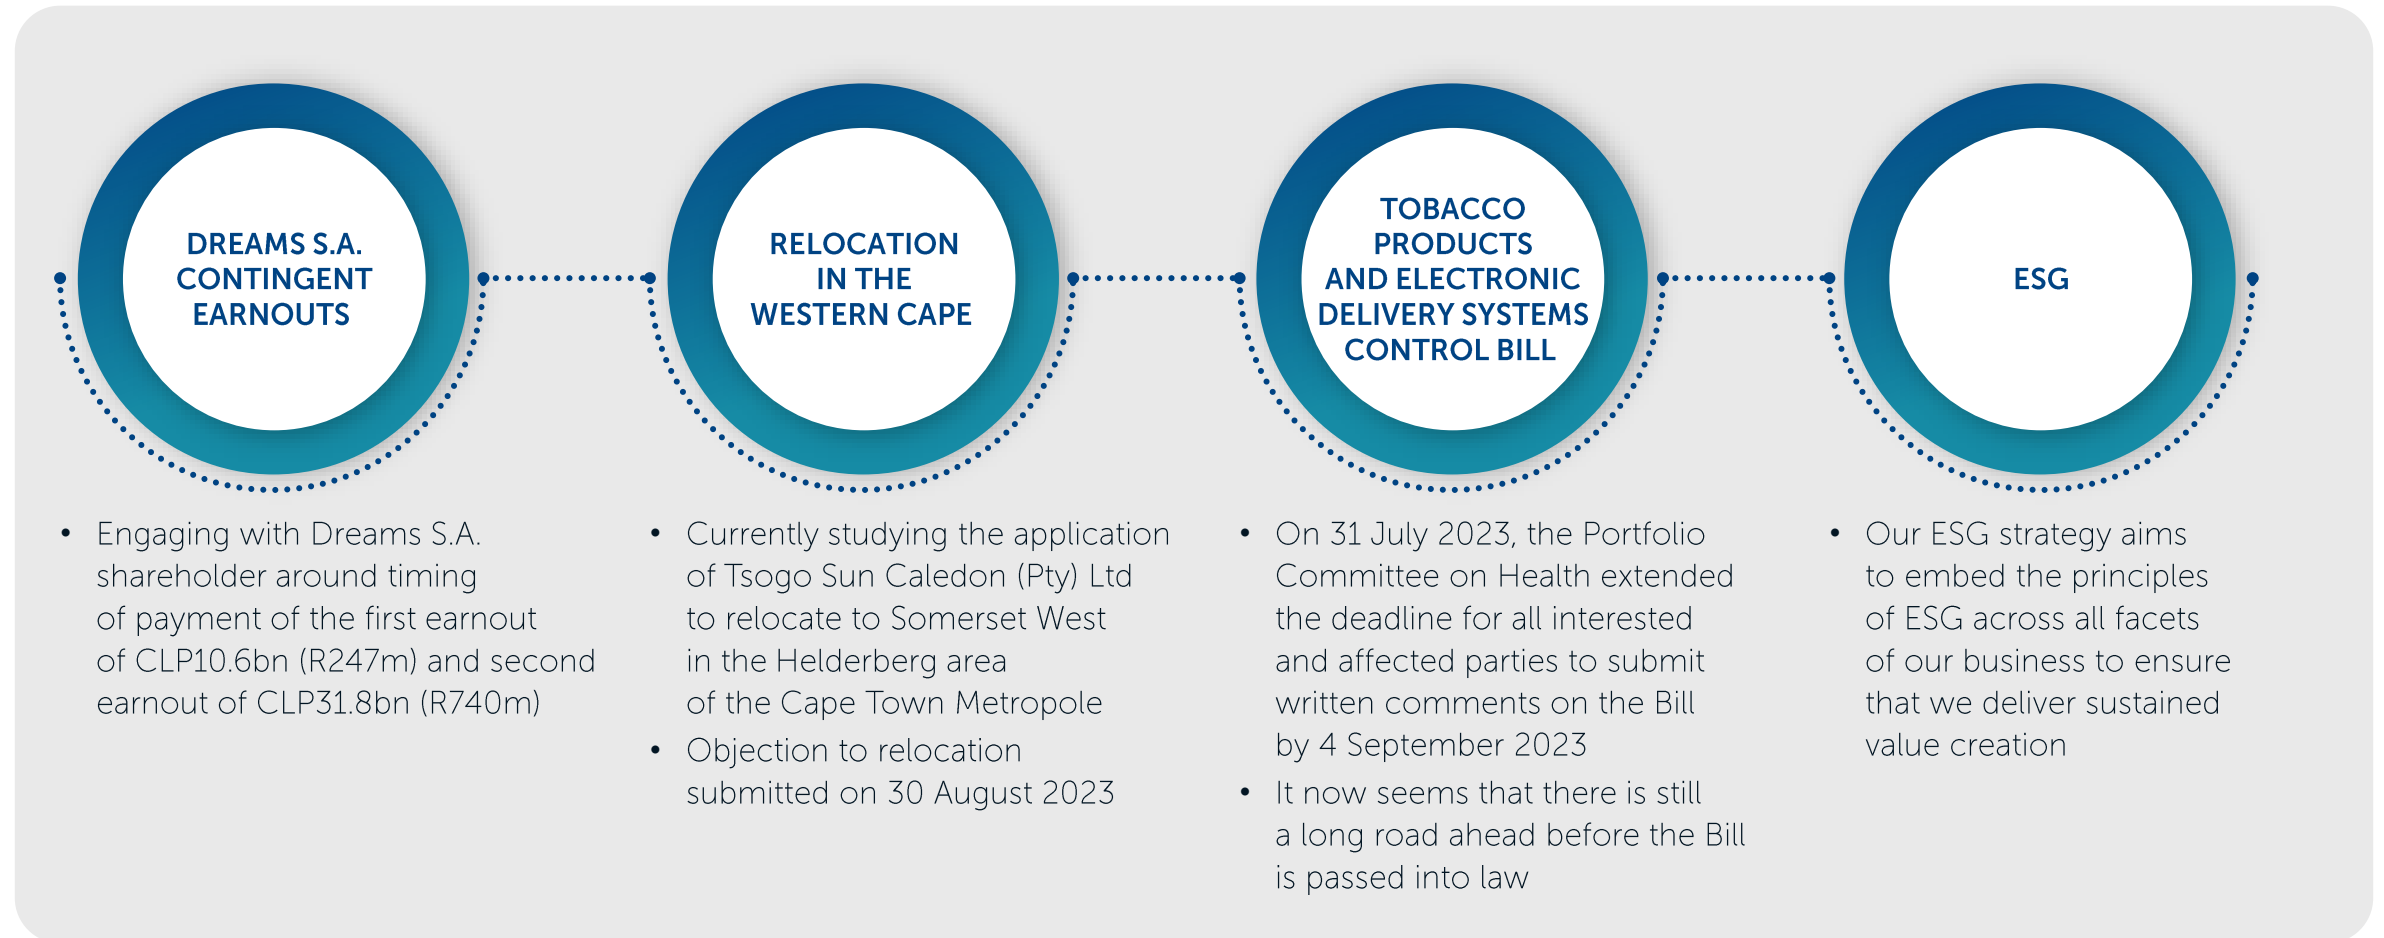 DREAMS S.A.
CONTINGENT
EARNOUTS
• Engaging with Dreams S.A.
shareholder around timing
of payment of the first earnout
of CLP10.6bn (R247m) and second
earnout of CLP31.8bn (R740m)
RELOCATION
IN THE
WESTERN CAPE
• Currently studying the application
of Tsogo Sun Caledon (Pty) Ltd
to relocate to Somerset West
in the Helderberg area
of the Cape Town Metropole
• Objection to relocation
submitted on 30 August 2023
TOBACCO
PRODUCTS
AND ELECTRONIC
DELIVERY SYSTEMS
CONTROL BILL
• On 31 July 2023, the Portfolio
Committee on Health extended
the deadline for all interested
and affected parties to submit
written comments on the Bill
by 4 September 2023
• It now seems that there is still
a long road ahead before the Bill
is passed into law
ESG
• Our ESG strategy aims
to embed the principles
of ESG across all facets
of our business to ensure
that we deliver sustained
value creation